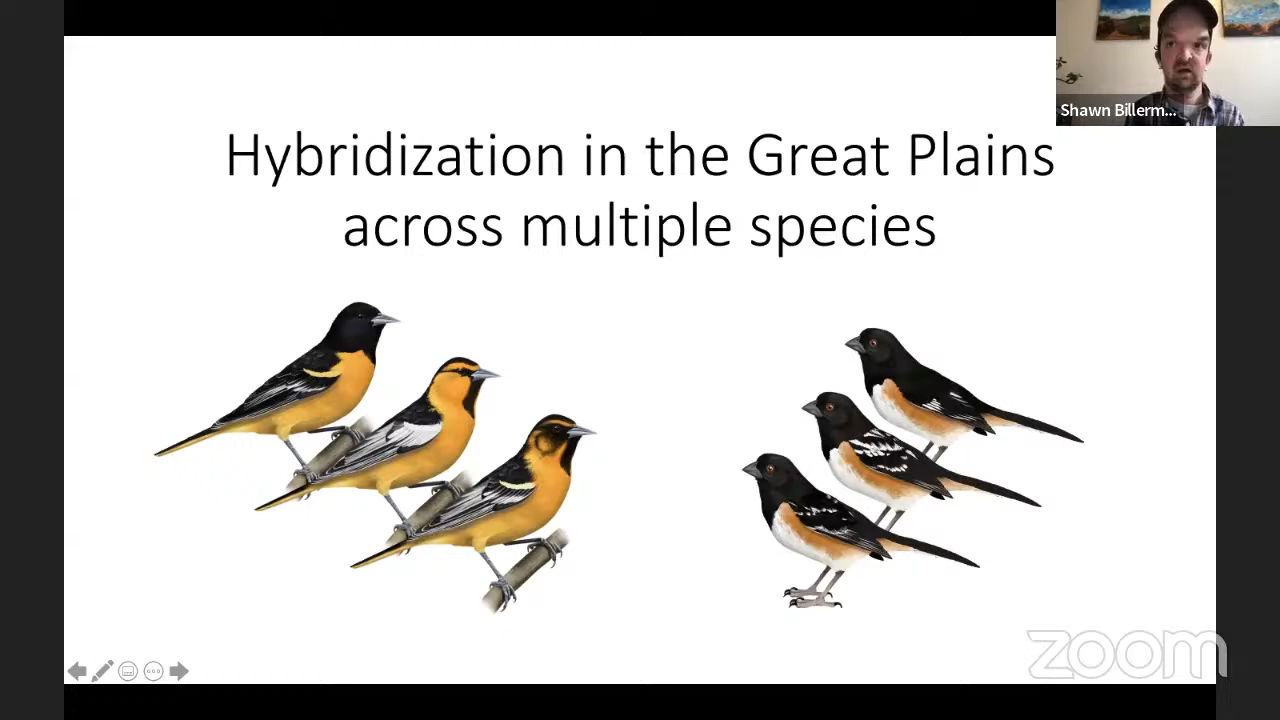 Shawn Billerm...
Hybridization in the Great Plains
across multiple species
zoom